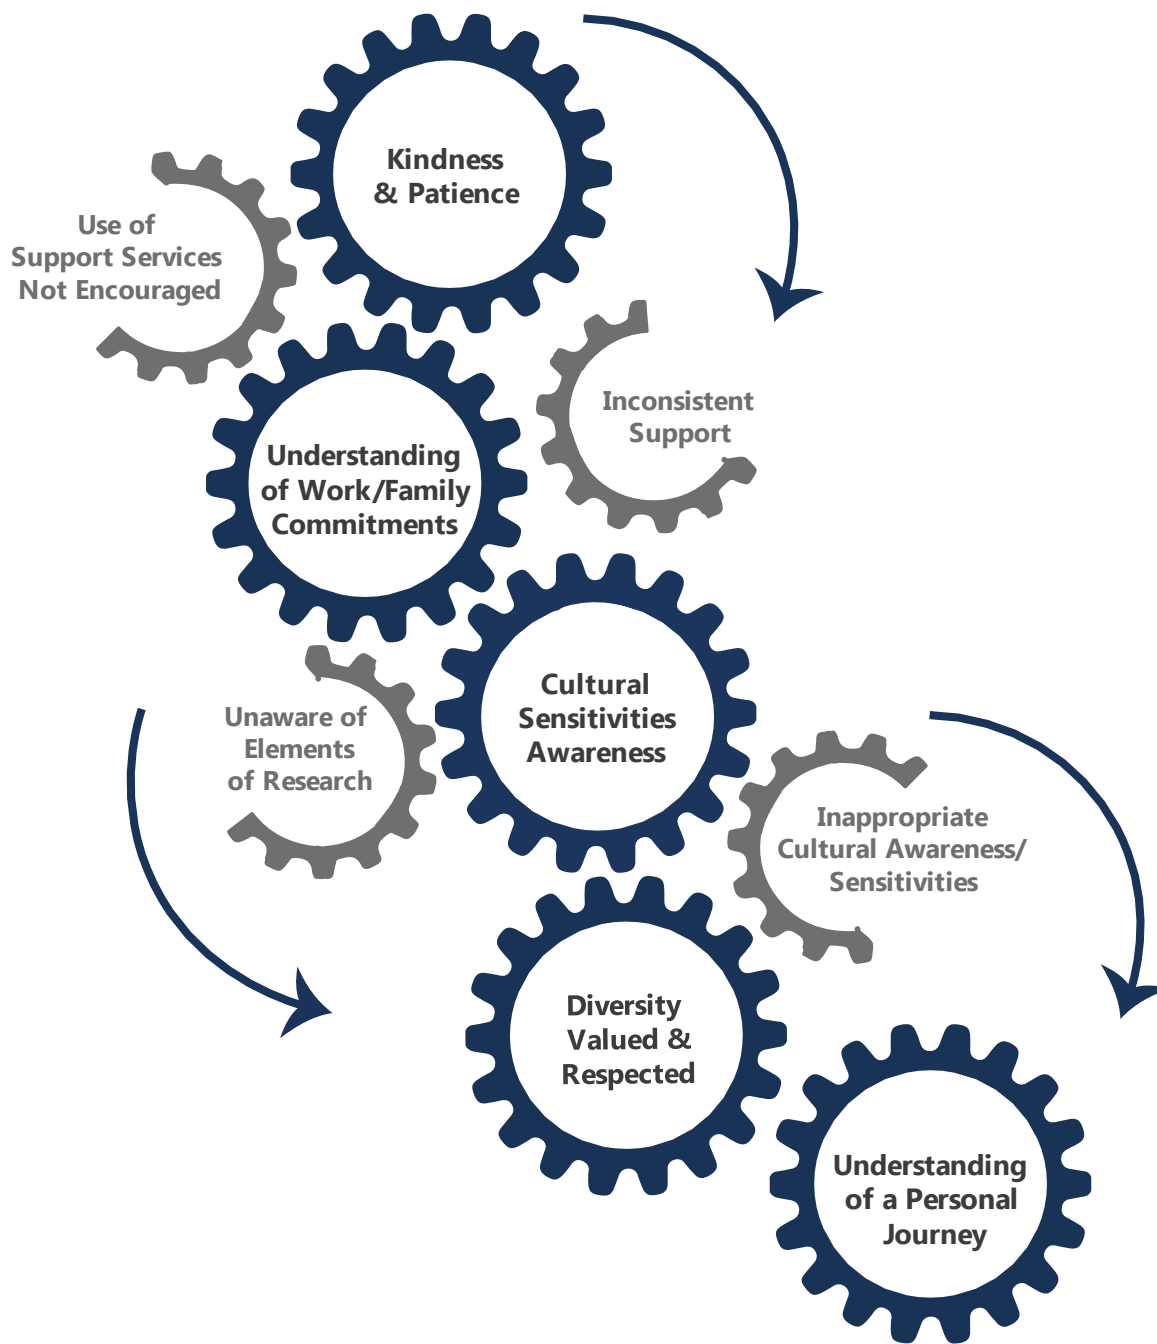 Kindness
& Patience
Use of
Support Services
Not Encouraged
Inconsistent
Support
Understanding
of Work/Family
Commitments
Cultural
Sensitivities
Awareness
Unaware of
Elements
of Research
Inappropriate
Cultural Awareness/
Sensitivities
Diversity
Valued &
Respected
Understanding
of a Personal
Journey